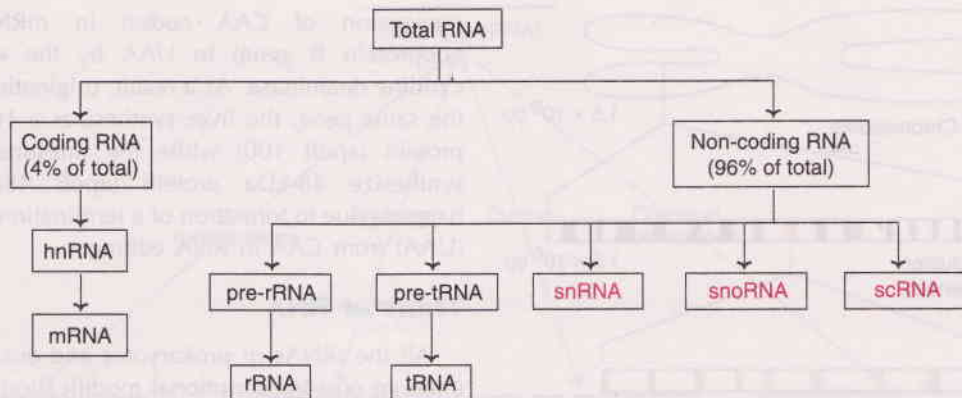 Total RNA
Coding RNA
(4% of total)
Non-coding RNA
(96% of total)
hnRNA
pre-rRNA
pre-tRNA
snRNA
snoRNA
scRNA
mRNA
rRNA
tRNA